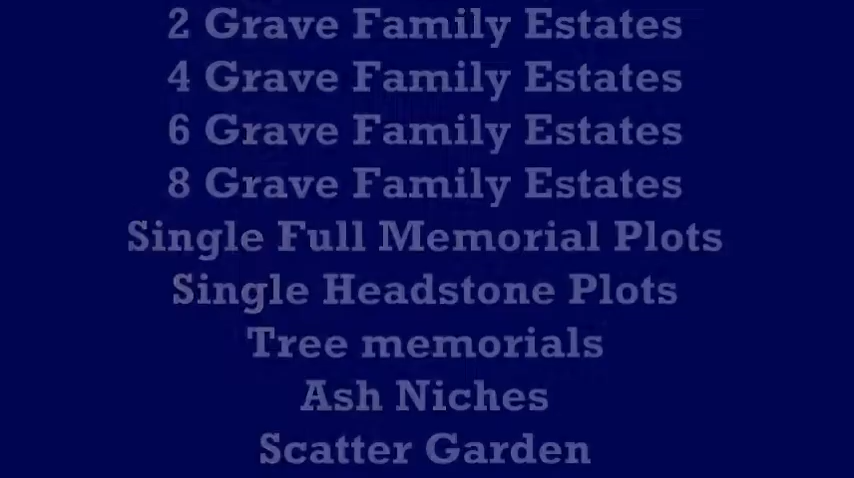 2 Grave Family Estates
4 Grave Family Estates
6 Grave Family Estates
8 Grave Family Estates
Single Full Memorial Plots
Single Headstone Plots
Tree memorials
Ash Niches
Scatter Garden